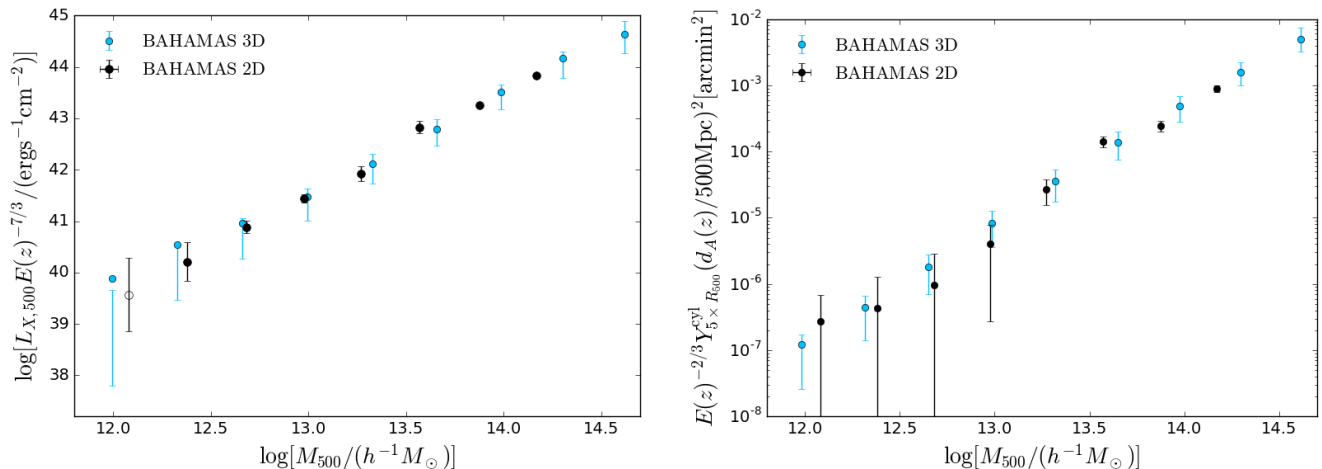 45
44
43
42
41
40
39
38
12.0 12.5 13.0 13.5 14.0 14.5
log[M_{500}/(h^{-1}M_⊙)]
log[L_{X,500}E(z)^{-7/3}/(ergs^{-1}cm^{-2})]
BAHAMAS 3D
BAHAMAS 2D
10^{-2}
10^{-3}
10^{-4}
10^{-5}
10^{-6}
10^{-7}
10^{-8}
12.0 12.5 13.0 13.5 14.0 14.5
log[M_{500}/(h^{-1}M_⊙)]
E(z)^{-2/3}Y^{cyl}_{5×R_{500}}(d_A(z)/500Mpc)^2[arcmin^2]
BAHAMAS 3D
BAHAMAS 2D